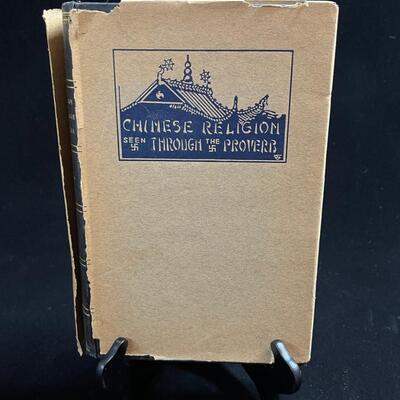 CHINESE RELIGION
SEEN THROUGH THE PROVERB